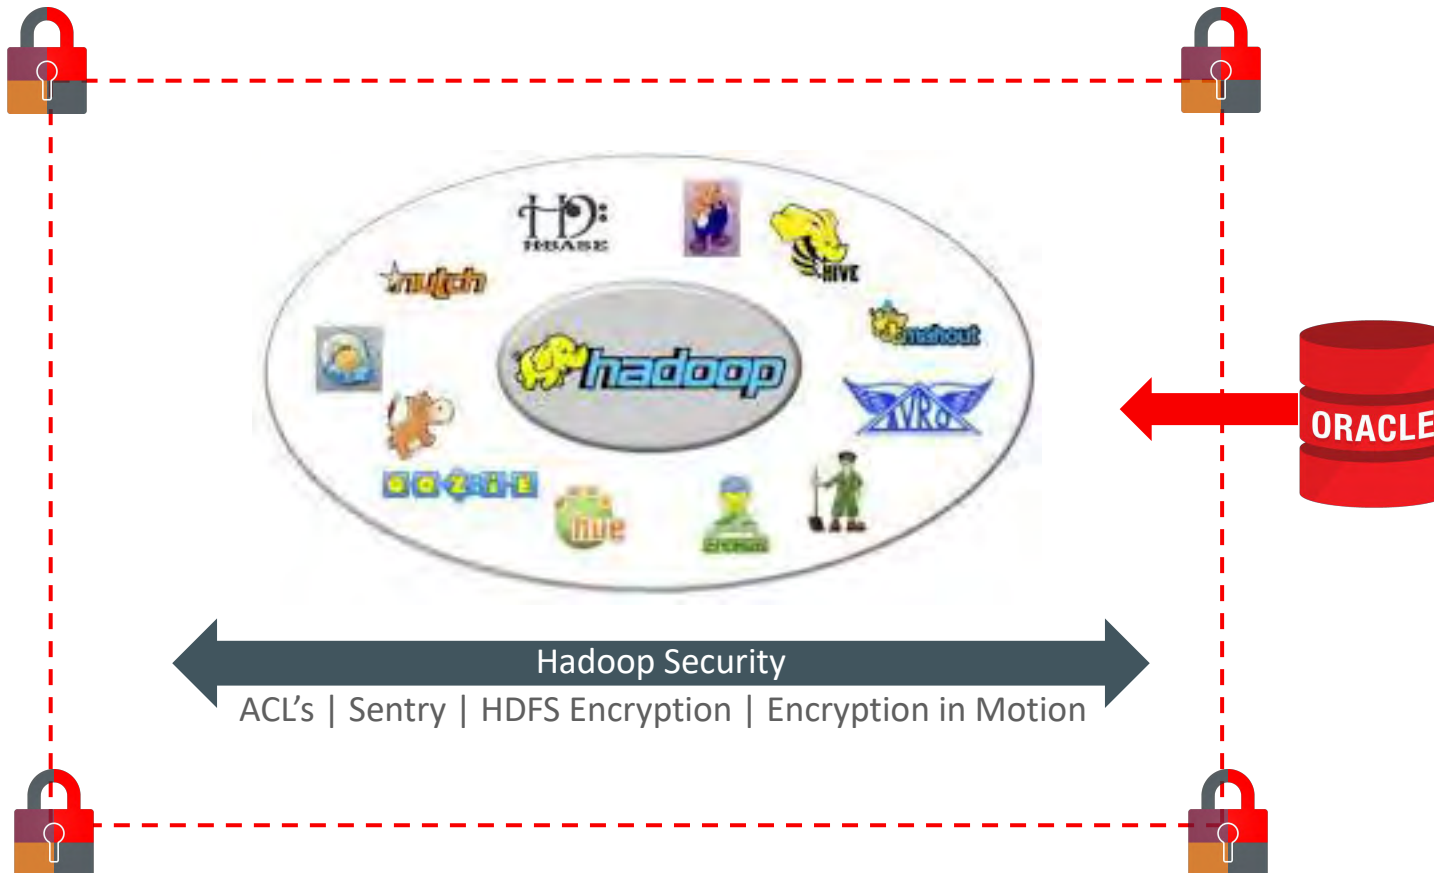 HBASE
HIVE
nutch
mahout
hadoop
AVRO
ORACLE
OOZIE
hue
Hadoop Security
ACL’s | Sentry | HDFS Encryption | Encryption in Motion